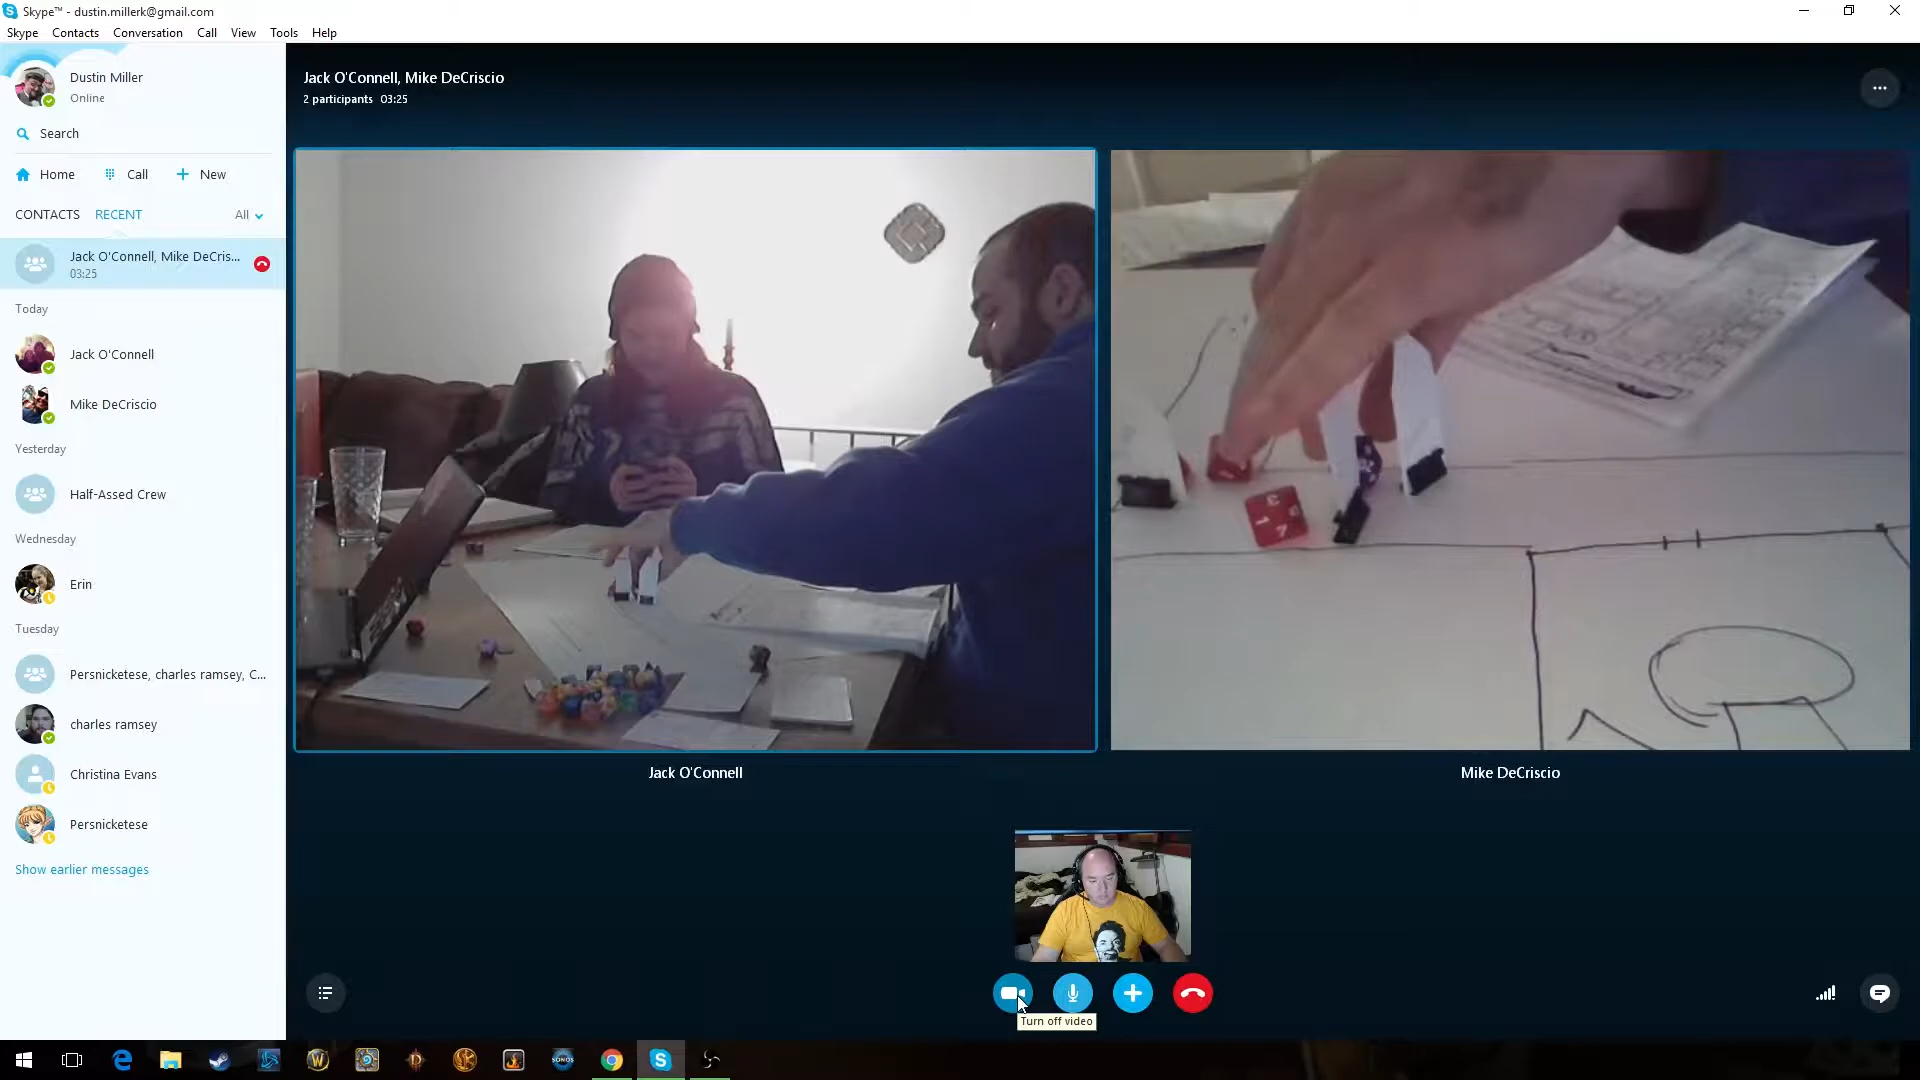 Skype™ - dustin.millerk@gmail.com
Skype Contacts Conversation Call View Tools Help
Dustin Miller
Online
Search
Home Call New
CONTACTS RECENT All
Jack O'Connell, Mike DeCris...
03:25
Today
Jack O'Connell
Mike DeCriscio
Yesterday
Half-Assed Crew
Wednesday
Erin
Tuesday
Persnicketese, charles ramsey, C...
charles ramsey
Christina Evans
Persnicketese
Show earlier messages
Jack O'Connell, Mike DeCriscio
2 participants 03:25
Jack O'Connell
Mike DeCriscio
Turn off video
SONOS